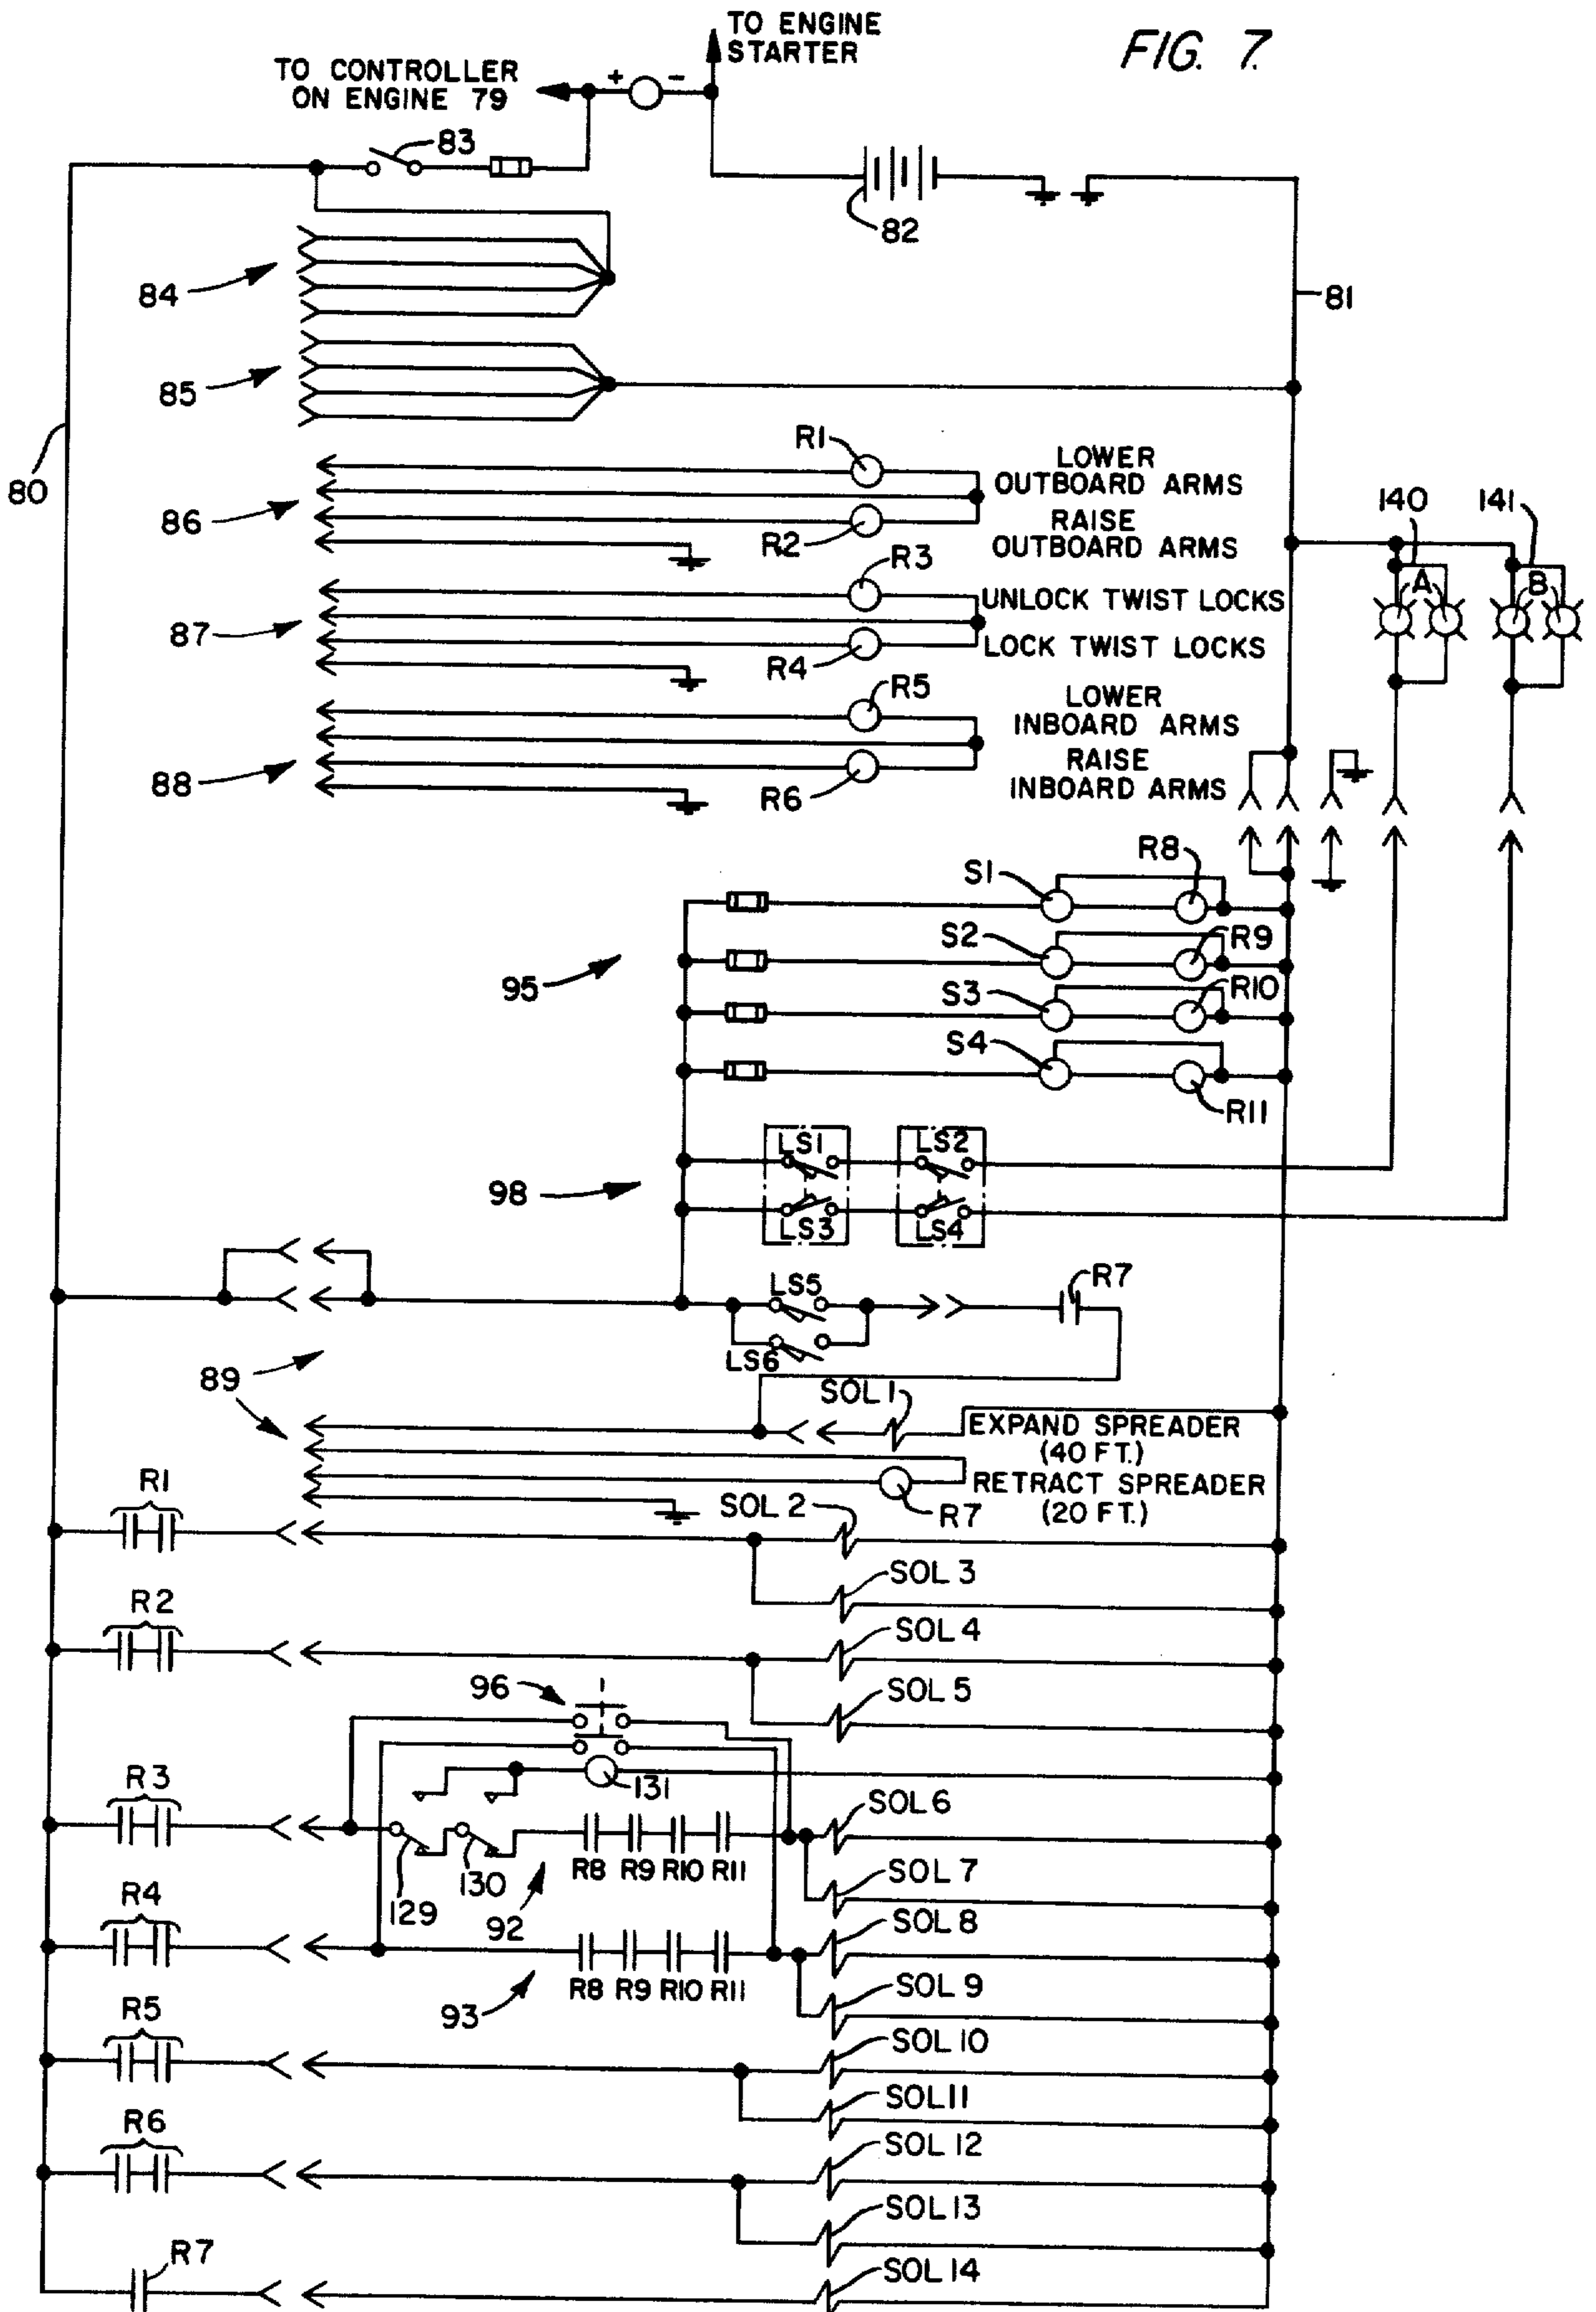 FIG. 7.
TO ENGINE
STARTER
TO CONTROLLER
ON ENGINE 79
+
-
83
82
84
81
85
80
R1
LOWER
OUTBOARD ARMS
86
R2
RAISE
OUTBOARD ARMS
140
141
R3
A
B
UNLOCK TWIST LOCKS
87
R4
LOCK TWIST LOCKS
R5
LOWER
INBOARD ARMS
88
R6
RAISE
INBOARD ARMS
S1
R8
S2
R9
95
S3
R10
S4
R11
LS1
LS2
98
LS3
LS4
LS5
R7
LS6
89
SOL 1
EXPAND SPREADER
(40 FT.)
RETRACT SPREADER
(20 FT.)
R7
R1
SOL 2
SOL 3
R2
SOL 4
96
SOL 5
R3
131
SOL 6
129
130
92
R8 R9 R10 R11
SOL 7
R4
SOL 8
93
R8 R9 R10 R11
SOL 9
R5
SOL 10
SOL 11
R6
SOL 12
SOL 13
R7
SOL 14